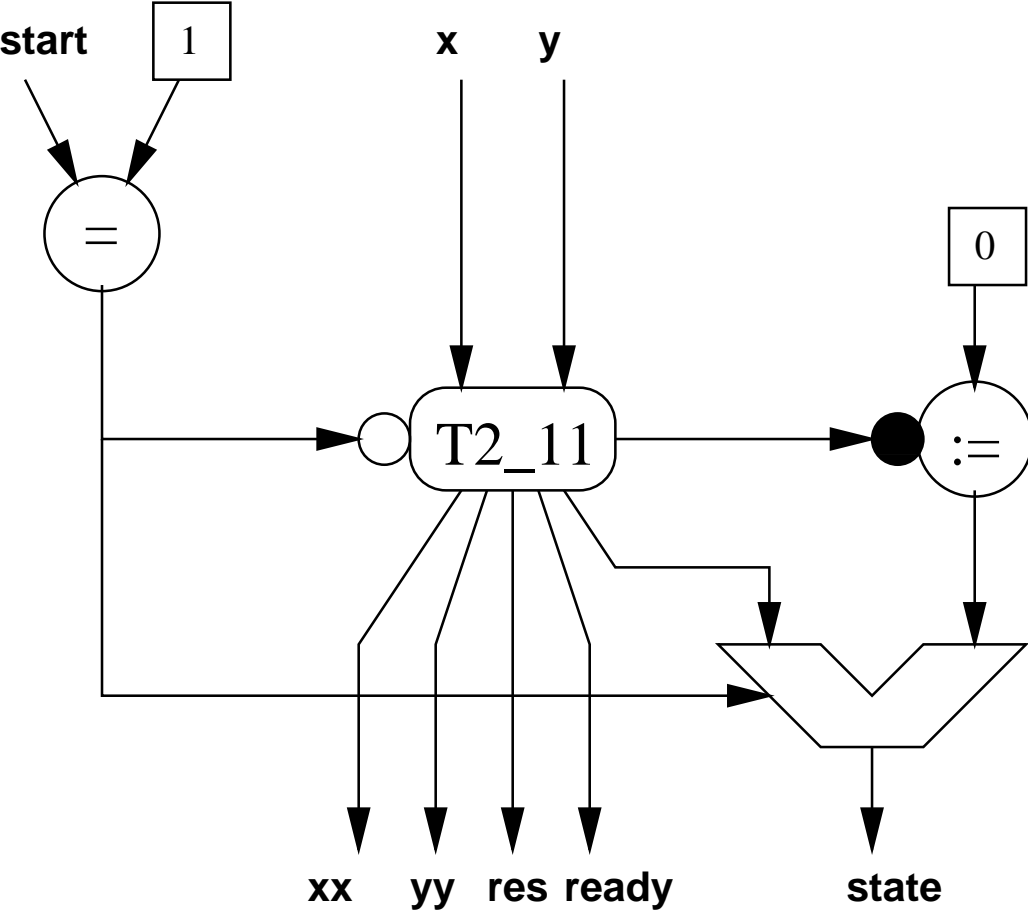 start 1 x y
=
0
T2_11 :=
xx yy res ready state